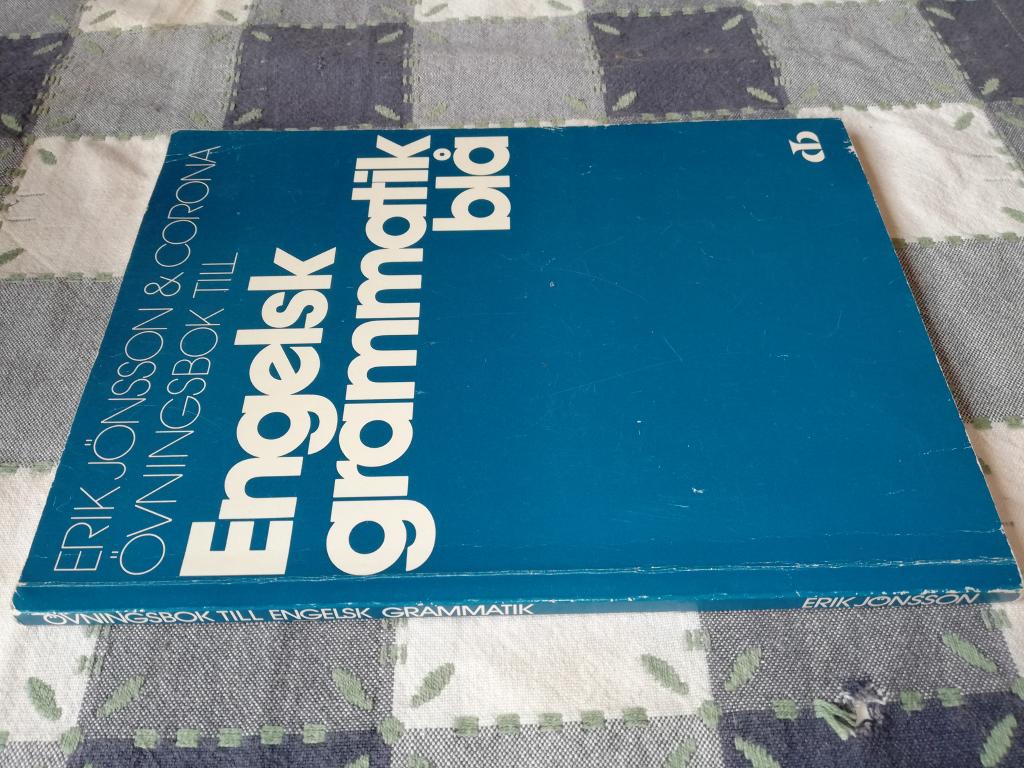 ERIK JÖNSSON & CORONA
ÖVNINGSBOK TILL
Engelsk
grammatik
blå
ÖVNINGSBOK TILL ENGELSK GRAMMATIK ERIK JÖNSSON